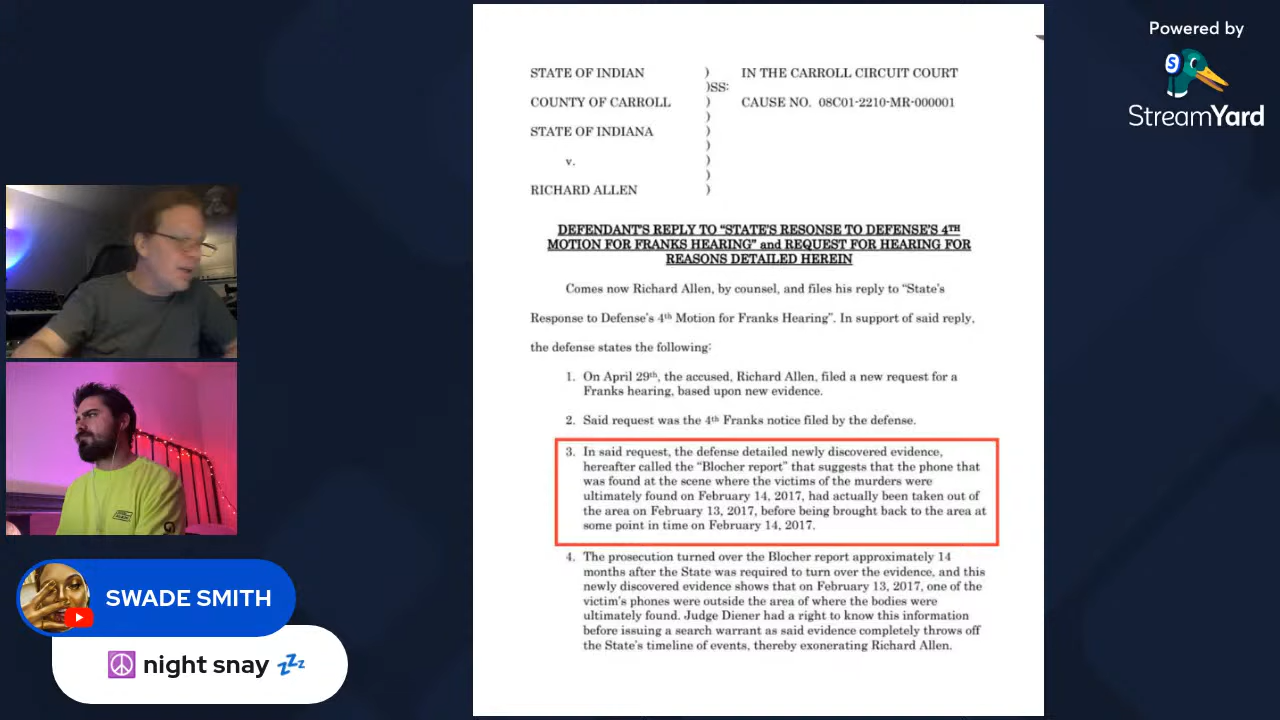 Powered by
StreamYard
STATE OF INDIAN ) IN THE CARROLL CIRCUIT COURT
)SS:
COUNTY OF CARROLL ) CAUSE NO. 08C01-2210-MR-000001
)
STATE OF INDIANA )
)
v. )
)
RICHARD ALLEN )
DEFENDANT'S REPLY TO "STATE'S RESONSE TO DEFENSE'S 4TH
MOTION FOR FRANKS HEARING" and REQUEST FOR HEARING FOR
REASONS DETAILED HEREIN
Comes now Richard Allen, by counsel, and files his reply to "State's
Response to Defense's 4th Motion for Franks Hearing". In support of said reply,
the defense states the following:
1. On April 29th, the accused, Richard Allen, filed a new request for a
Franks hearing, based upon new evidence.
2. Said request was the 4th Franks notice filed by the defense.
3. In said request, the defense detailed newly discovered evidence,
hereafter called the "Blocher report" that suggests that the phone that
was found at the scene where the victims of the murders were
ultimately found on February 14, 2017, had actually been taken out of
the area on February 13, 2017, before being brought back to the area at
some point in time on February 14, 2017.
4. The prosecution turned over the Blocher report approximately 14
months after the State was required to turn over the evidence, and this
newly discovered evidence shows that on February 13, 2017, one of the
victim's phones were outside the area of where the bodies were
ultimately found. Judge Diener had a right to know this information
before issuing a search warrant as said evidence completely throws off
the State's timeline of events, thereby exonerating Richard Allen.
SWADE SMITH
☮️ night snay 💤